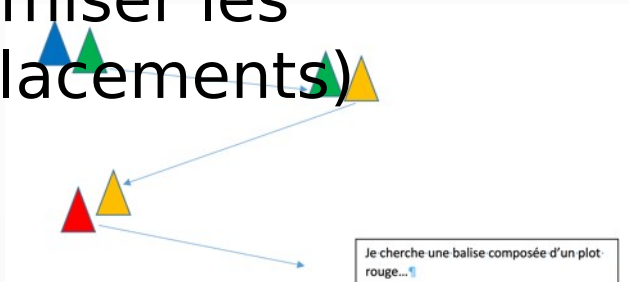 miser les
lacements)
Je cherche une balise composée d'un plot
rouge...¶